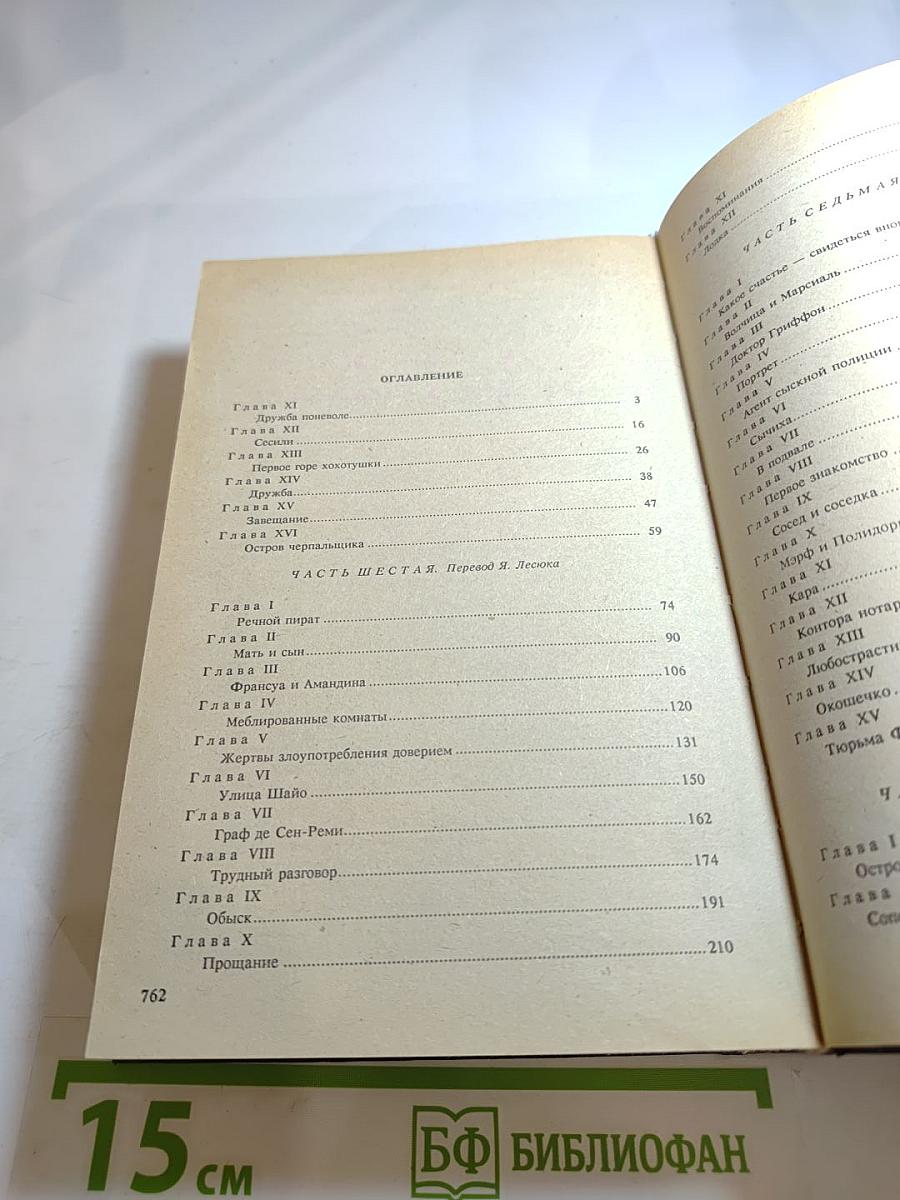 ОГЛАВЛЕНИЕ
Глава XI
Дружба поневоле.......... 3
Глава XII
Сесили .......... 16
Глава XIII
Первое горе хохотушки .......... 26
Глава XIV
Дружба.......... 38
Глава XV
Завещание.......... 47
Глава XVI
Остров черпальщика .......... 59
ЧАСТЬ ШЕСТАЯ. Перевод Я. Лесюка
Глава I
Речной пират .......... 74
Глава II
Мать и сын.......... 90
Глава III
Франсуа и Амандина ..........106
Глава IV
Меблированные комнаты..........120
Глава V
Жертвы злоупотребления доверием ..........131
Глава VI
Улица Шайо ..........150
Глава VII
Граф де Сен-Реми..........162
Глава VIII
Трудный разговор..........174
Глава IX
Обыск..........191
Глава X
Прощание ..........210
762
Глава XI
Воспоминания ..........
Глава XII
Лодка..........
ЧАСТЬ СЕДЬМАЯ
Глава I
Какое счастье — свидеться
Глава II
Волчица и Марсиаль ..........
Глава III
Доктор Гриффон..........
Глава IV
Портрет..........
Глава V
Агент сыскной полиции ..
Глава VI
Сычиха..........
Глава VII
В подвале ..........
Глава VIII
Первое знакомство ..
Глава IX
Сосед и соседка ..........
Глава X
Мэрф и
Глава XI
Кара..........
Глава XII
Контора
Глава XIII
Глава XIV
Окошечко ..
Глава XV
Тюрьма
Глава I
Глава
15 см
БФ БИБЛИОФАН